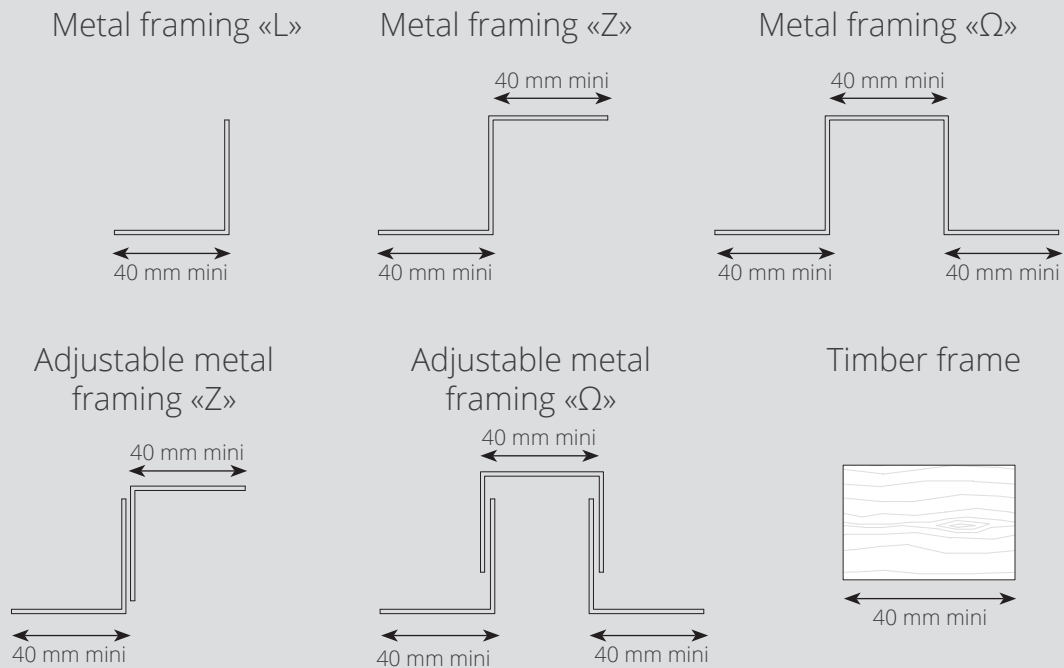 Metal framing «L»
Metal framing «Z»
Metal framing «Ω»
40 mm mini
40 mm mini
40 mm mini
40 mm mini
40 mm mini
40 mm mini
Adjustable metal
framing «Z»
Adjustable metal
framing «Ω»
Timber frame
40 mm mini
40 mm mini
40 mm mini
40 mm mini
40 mm mini
40 mm mini